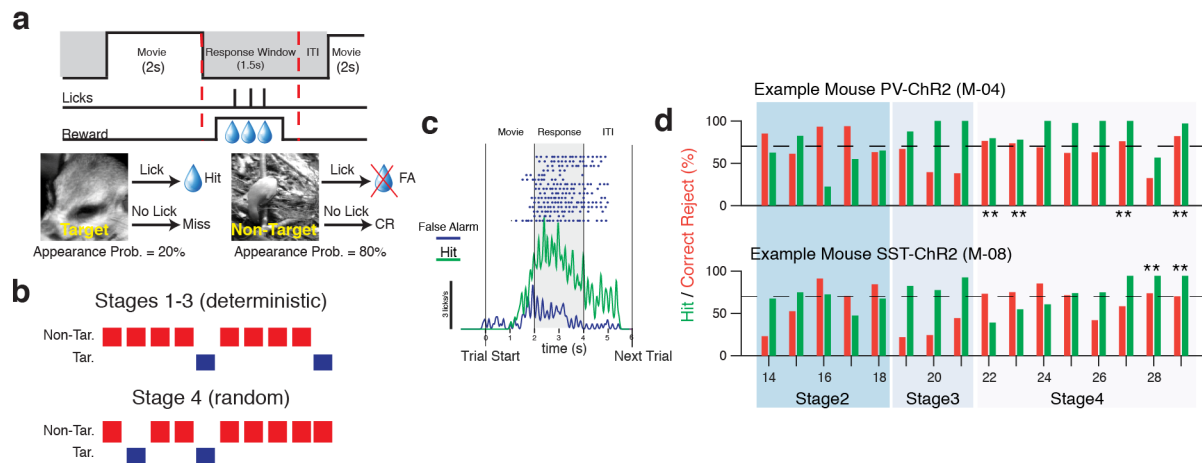 a
Movie
(2s)
Response Window
(1.5s)
ITI
Movie
(2s)
Licks
Reward
Target
Lick
Hit
No Lick
Miss
Appearance Prob. = 20%
Non-Target
Lick
FA
No Lick
CR
Appearance Prob. = 80%
b
Stages 1-3 (deterministic)
Non-Tar.
Tar.
Stage 4 (random)
Non-Tar.
Tar.
c
Movie Response ITI
False Alarm
Hit
3 licks/s
0 1 2 3 4 5 6
time (s)
Trial Start
Next Trial
d
Example Mouse PV-ChR2 (M-04)
100
50
0
** ** ** **
Example Mouse SST-ChR2 (M-08)
** **
100
50
0
Hit / Correct Reject (%)
14 16 18 20 22 24 26 28
Stage2 Stage3 Stage4